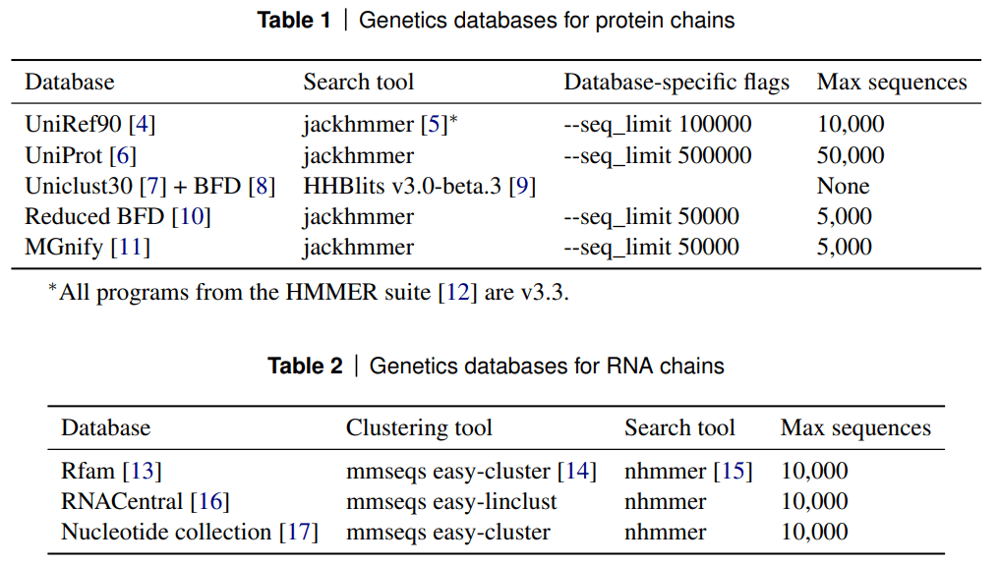 Table 1 | Genetics databases for protein chains
Database Search tool Database-specific flags Max sequences
UniRef90 [4] jackhmmer [5]* --seq_limit 100000 10,000
UniProt [6] jackhmmer --seq_limit 500000 50,000
Uniclust30 [7] + BFD [8] HHBlits v3.0-beta.3 [9] None
Reduced BFD [10] jackhmmer --seq_limit 50000 5,000
MGnify [11] jackhmmer --seq_limit 50000 5,000
*All programs from the HMMER suite [12] are v3.3.
Table 2 | Genetics databases for RNA chains
Database Clustering tool Search tool Max sequences
Rfam [13] mmseqs easy-cluster [14] nhmmer [15] 10,000
RNACentral [16] mmseqs easy-linclust nhmmer 10,000
Nucleotide collection [17] mmseqs easy-cluster nhmmer 10,000